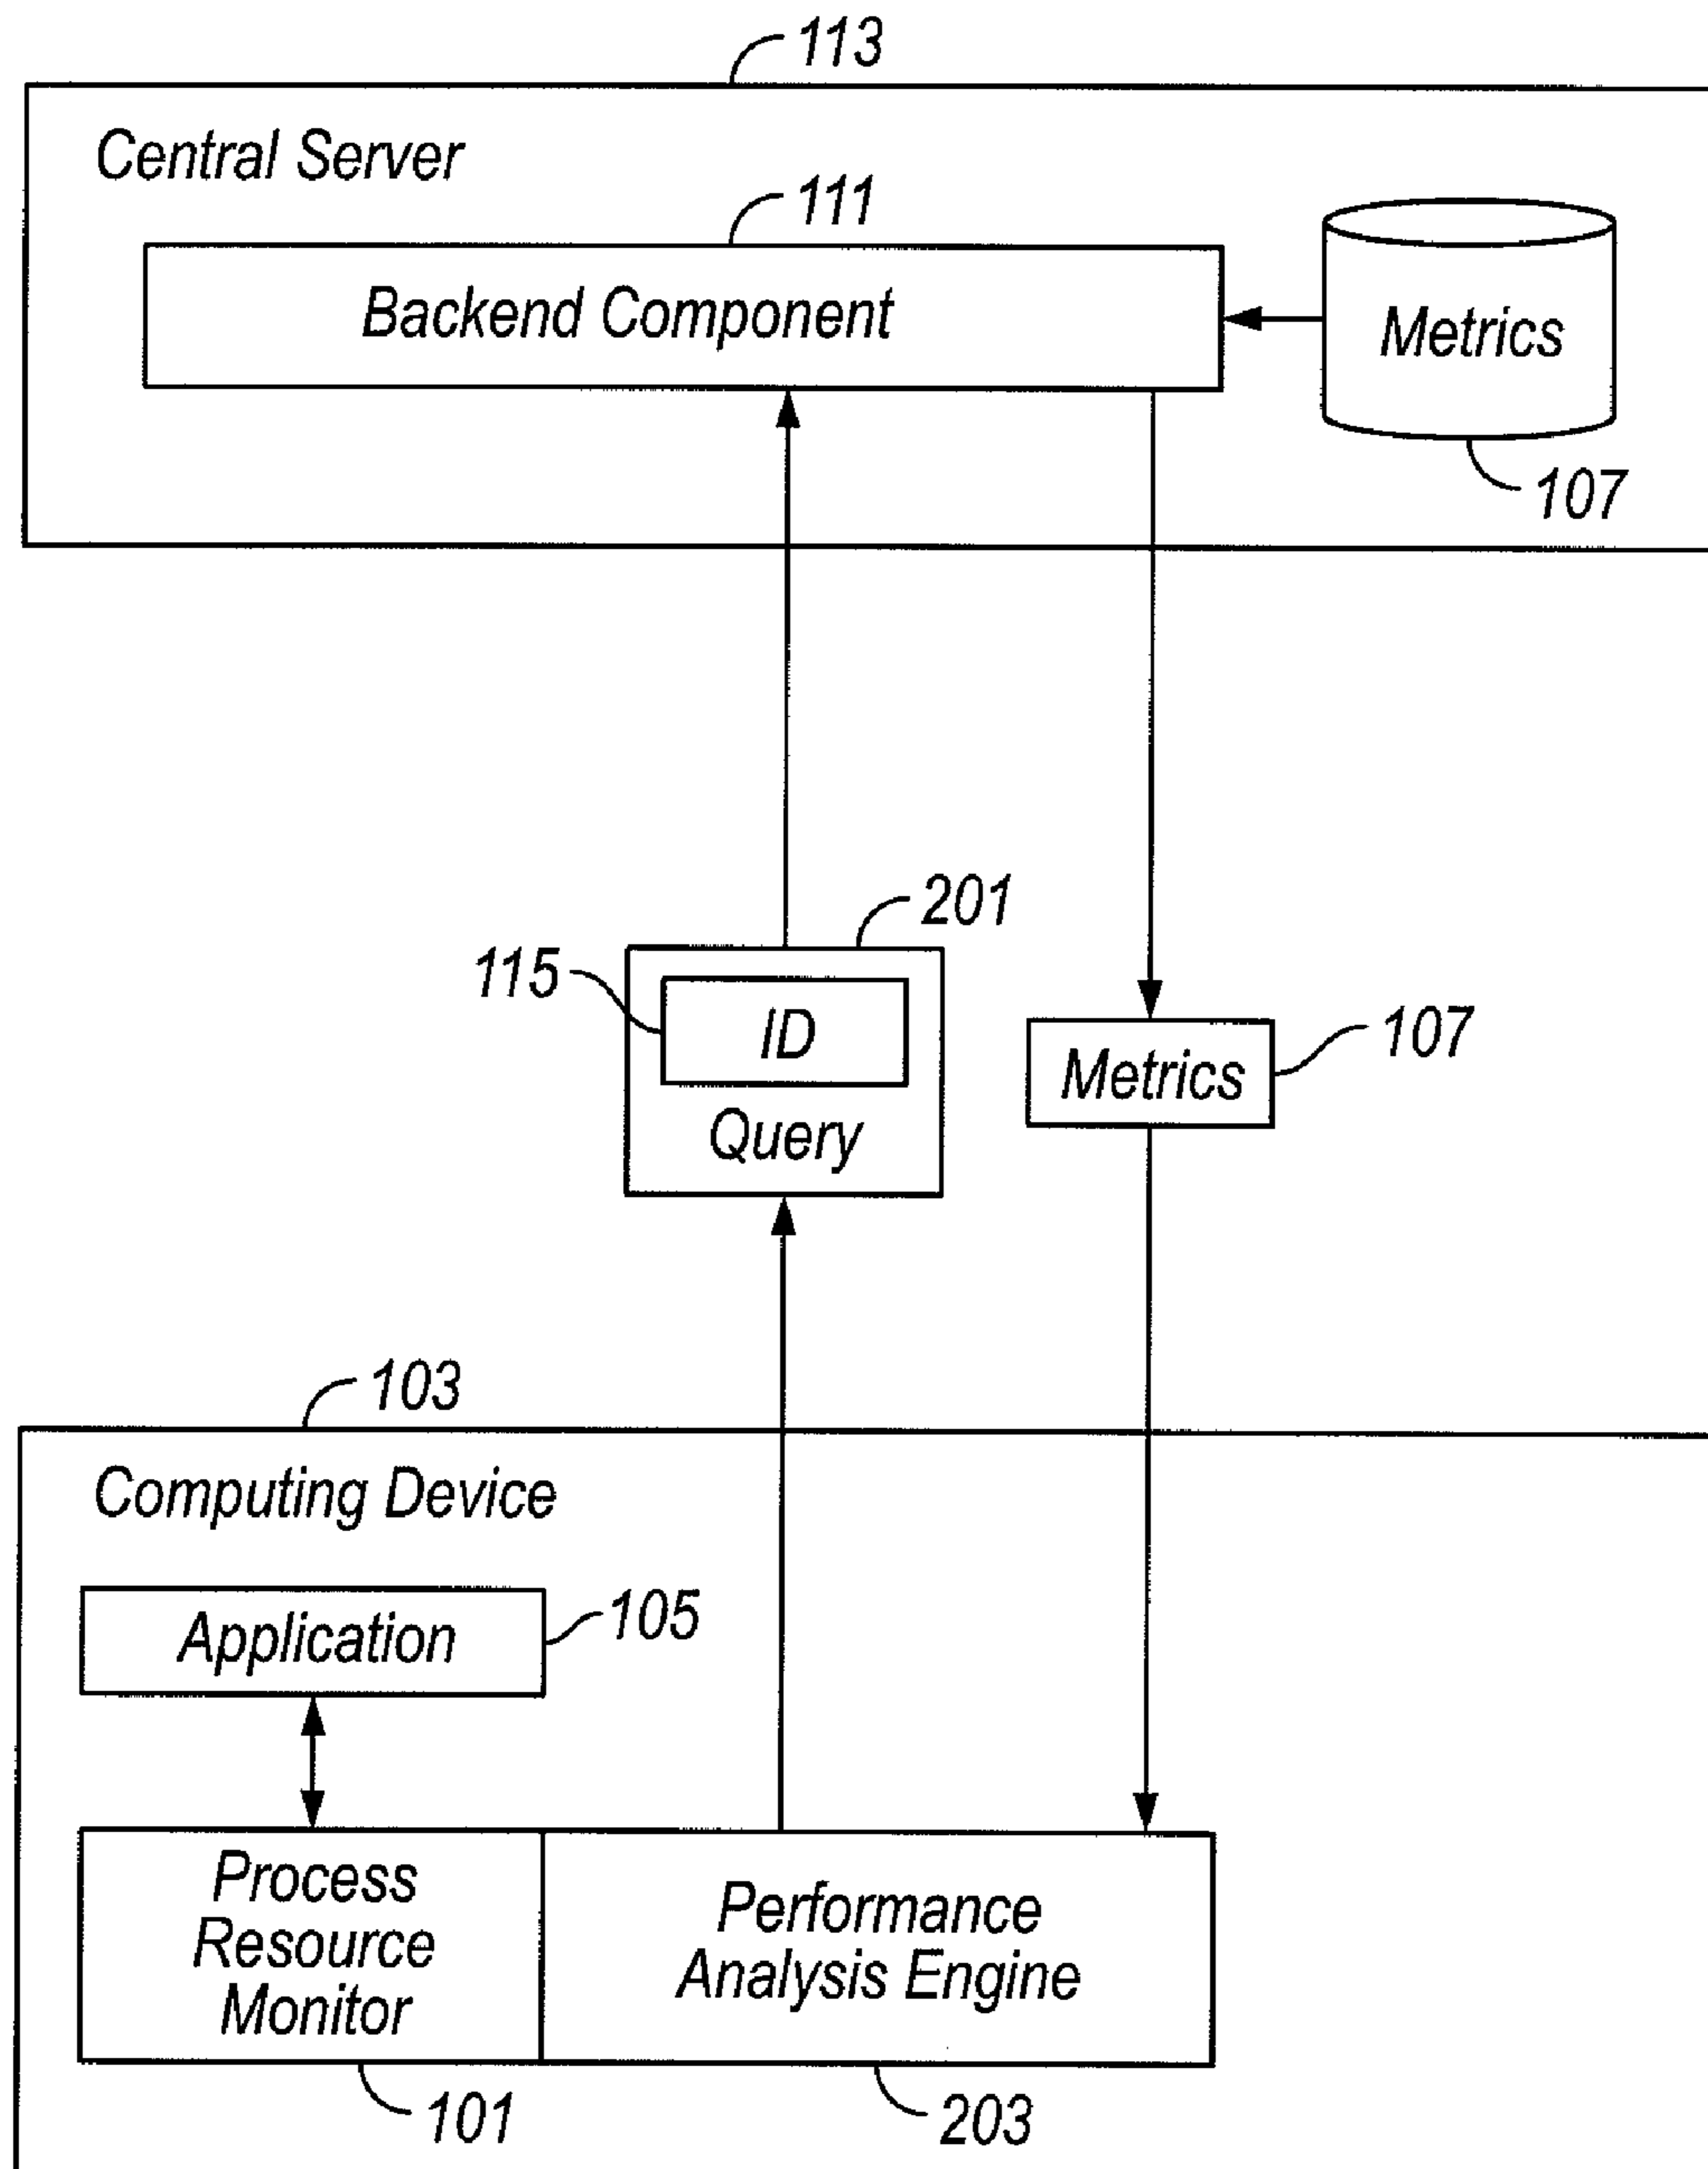 113
Central Server
111
Backend Component
Metrics
107
201
115
ID
Query
107
Metrics
103
Computing Device
Application
105
Process
Resource
Monitor
Performance
Analysis Engine
101
203